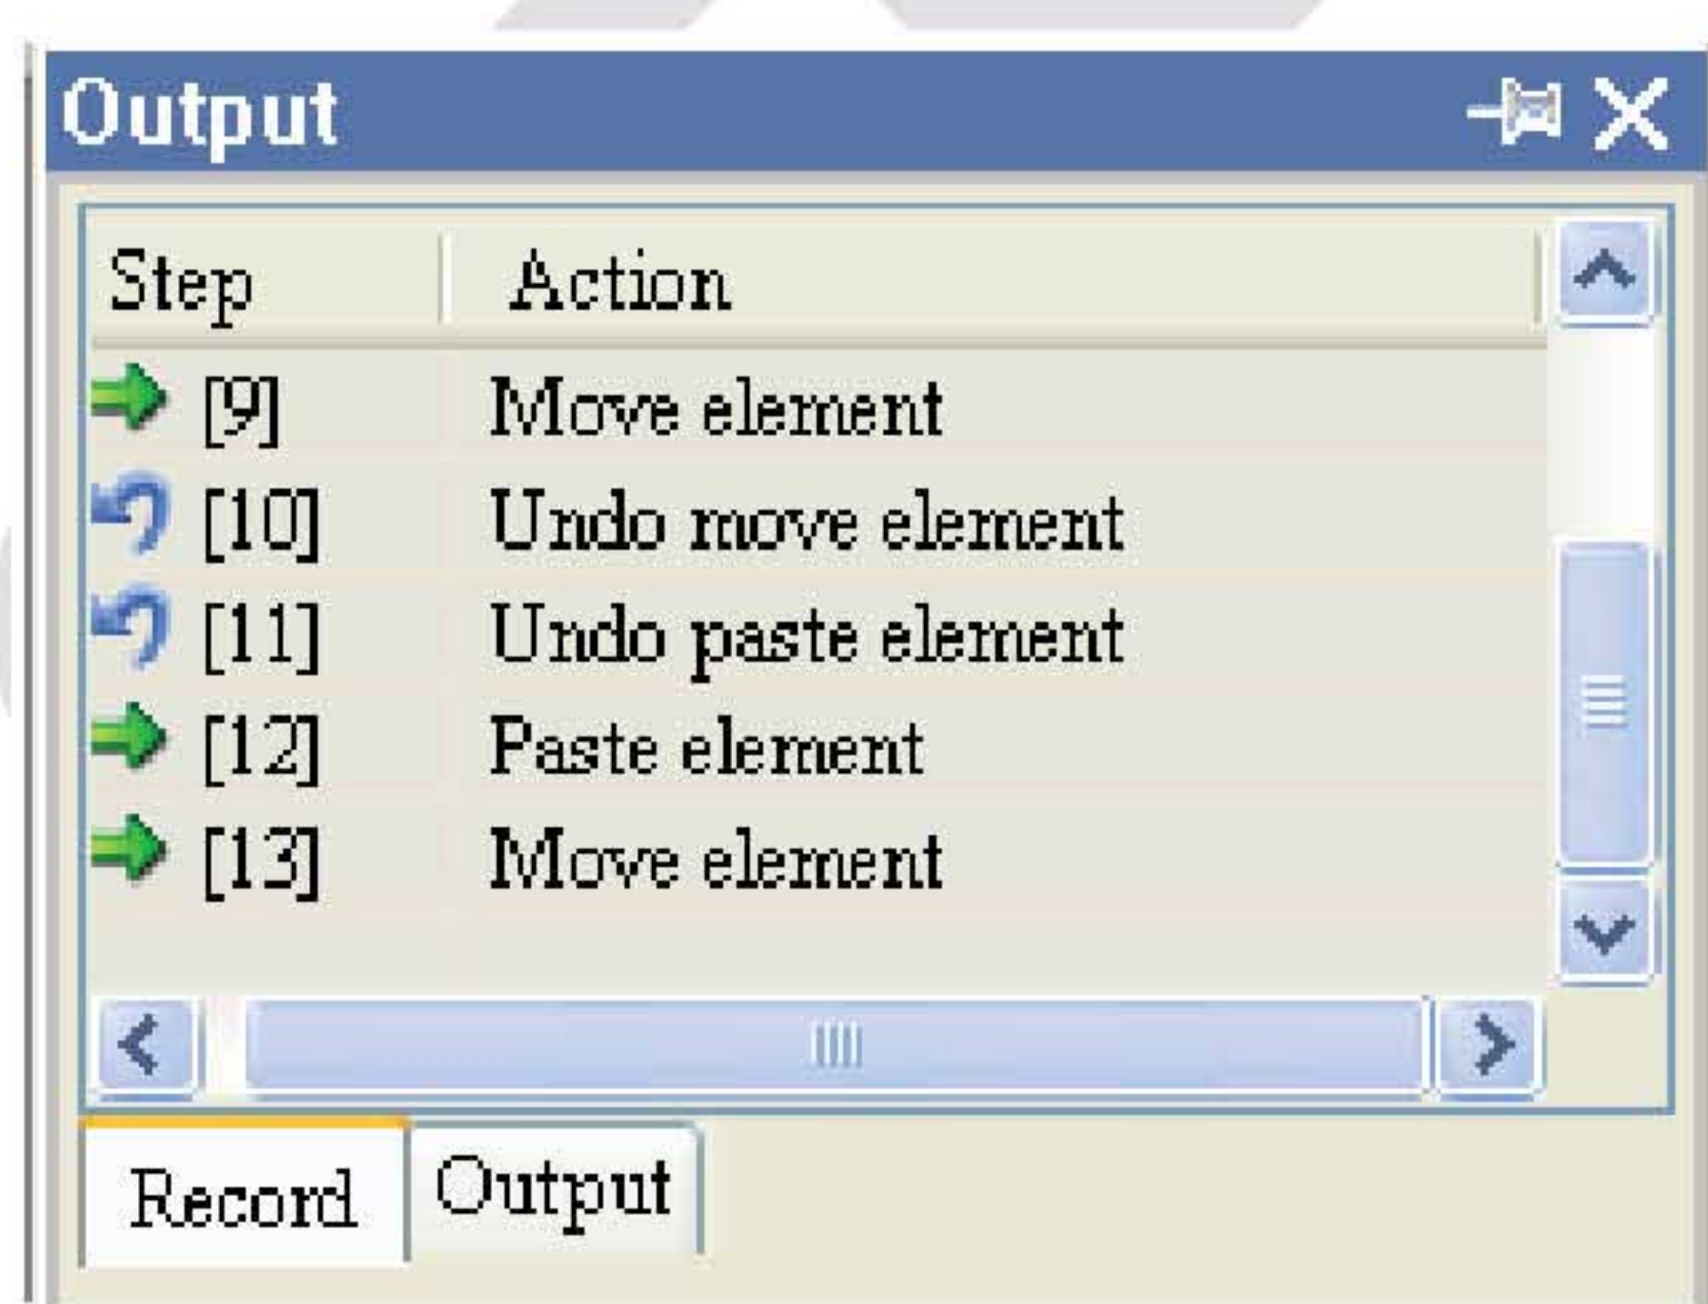 Output
Step Action
[9] Move element
[10] Undo move element
[11] Undo paste element
[12] Paste element
[13] Move element
Record Output